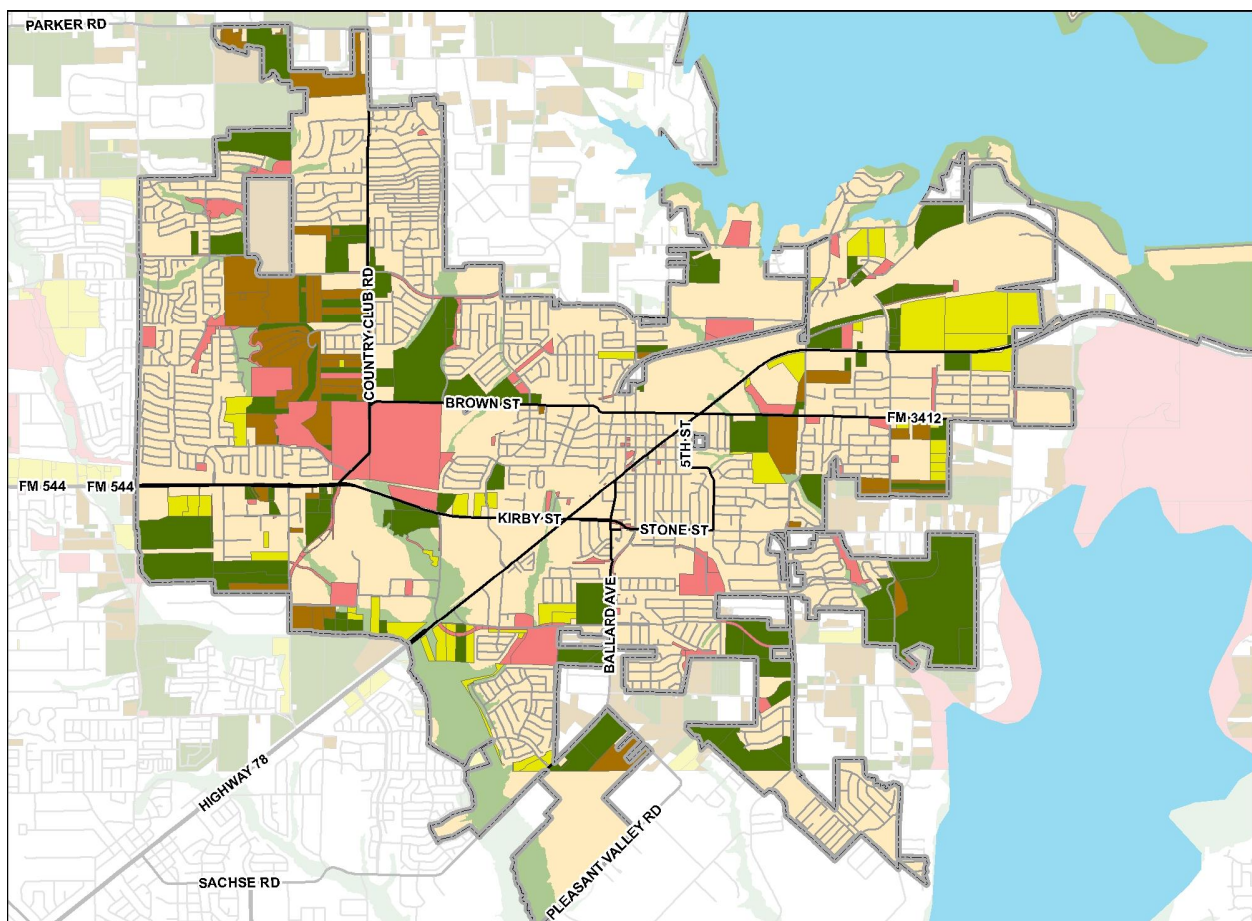 PARKER RD
COUNTRY CLUB RD
BROWN ST
5TH ST
FM 3412
FM 544
FM 544
KIRBY ST
STONE ST
BALLARD AVE
HIGHWAY 78
PLEASANT VALLEY RD
SACHSE RD